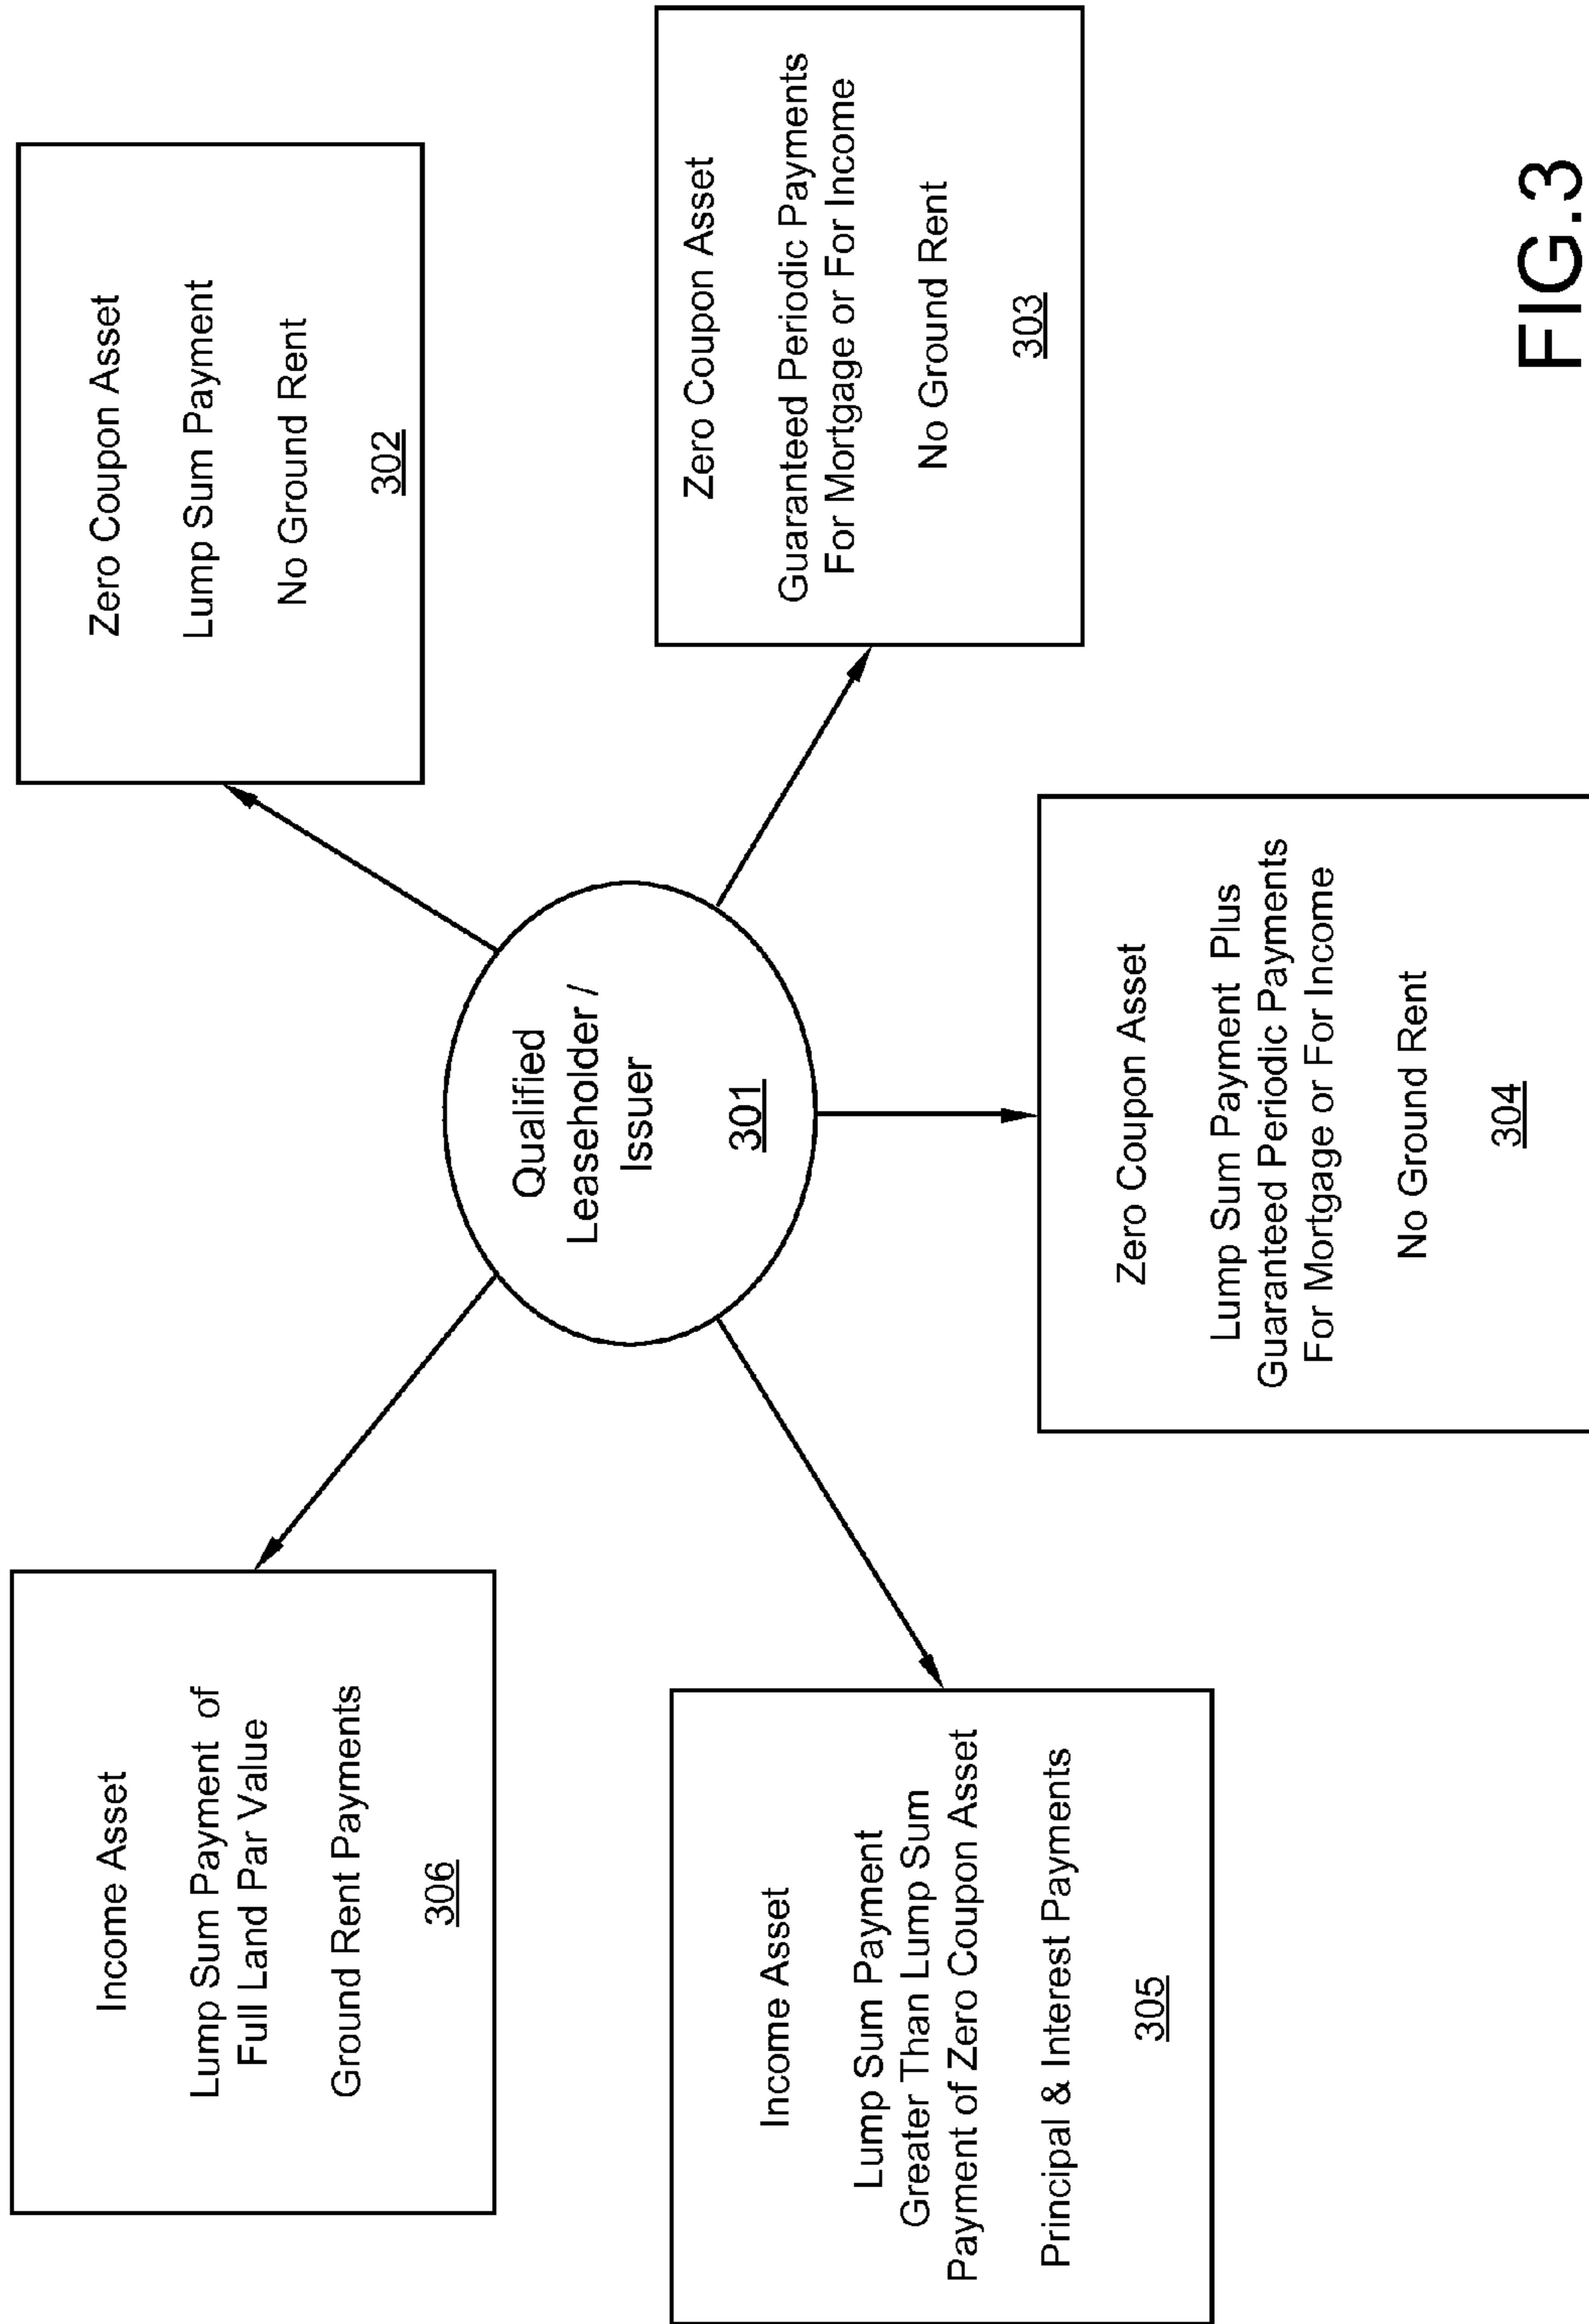 Income Asset
Lump Sum Payment of
Full Land Par Value
Ground Rent Payments
306
Zero Coupon Asset
Lump Sum Payment
No Ground Rent
302
Qualified
Leaseholder /
Issuer
301
Income Asset
Lump Sum Payment
Greater Than Lump Sum
Payment of Zero Coupon Asset
Principal & Interest Payments
305
Zero Coupon Asset
Guaranteed Periodic Payments
For Mortgage or For Income
No Ground Rent
303
Zero Coupon Asset
Lump Sum Payment Plus
Guaranteed Periodic Payments
For Mortgage or For Income
No Ground Rent
304
FIG.3